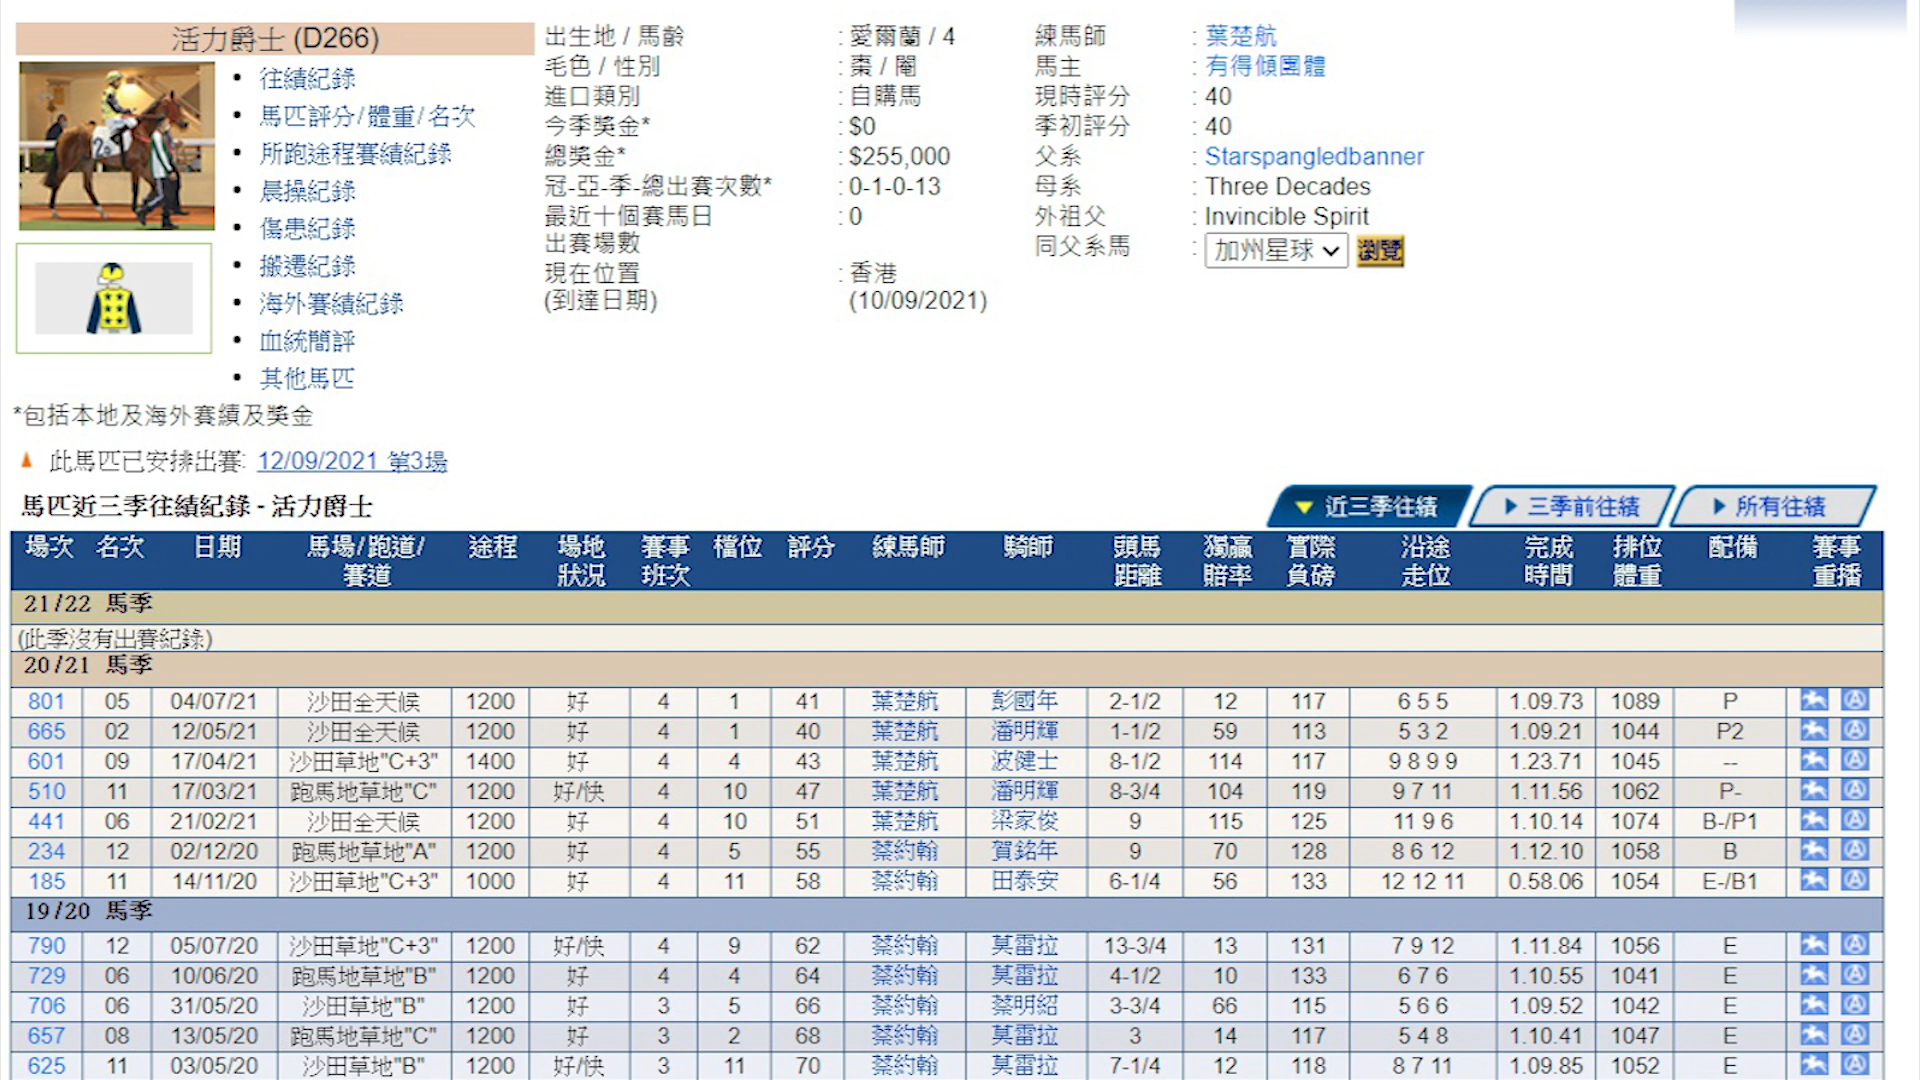 活力爵士 (D266)
往績紀錄
馬匹評分/體重/名次
所跑途程賽績紀錄
晨操紀錄
傷患紀錄
搬遷紀錄
海外賽績紀錄
血統簡評
其他馬匹
出生地 / 馬齡 : 愛爾蘭 / 4
毛色 / 性別 : 棗 / 閹
進口類別 : 自購馬
今季獎金* : $0
總獎金* : $255,000
冠-亞-季-總出賽次數* : 0-1-0-13
最近十個賽馬日 : 0
出賽場數
現在位置 : 香港
(到達日期) (10/09/2021)
練馬師 : 葉楚航
馬主 : 有得傾團體
現時評分 : 40
季初評分 : 40
父系 : Starspangledbanner
母系 : Three Decades
外祖父 : Invincible Spirit
同父系馬 : 加州星球 瀏覽
*包括本地及海外賽績及獎金
此馬匹已安排出賽: 12/09/2021 第3場
馬匹近三季往績紀錄 - 活力爵士
近三季往績 三季前往績 所有往績
場次 名次 日期 馬場/跑道/ 途程 場地 賽事 檔位 評分 練馬師 騎師 頭馬 獨贏 實際 沿途 完成 排位 配備 賽事
賽道 狀況 班次 距離 賠率 負磅 走位 時間 體重 重播
21/22 馬季
(此季沒有出賽紀錄)
20/21 馬季
801 05 04/07/21 沙田全天候 1200 好 4 1 41 葉楚航 彭國年 2-1/2 12 117 6 5 5 1.09.73 1089 P
665 02 12/05/21 沙田全天候 1200 好 4 1 40 葉楚航 潘明輝 1-1/2 59 113 5 3 2 1.09.21 1044 P2
601 09 17/04/21 沙田草地"C+3" 1400 好 4 4 43 葉楚航 波健士 8-1/2 114 117 9 8 9 9 1.23.71 1045 --
510 11 17/03/21 跑馬地草地"C" 1200 好/快 4 10 47 葉楚航 潘明輝 8-3/4 104 119 9 7 11 1.11.56 1062 P-
441 06 21/02/21 沙田全天候 1200 好 4 10 51 葉楚航 梁家俊 9 115 125 11 9 6 1.10.14 1074 B-/P1
234 12 02/12/20 跑馬地草地"A" 1200 好 4 5 55 蔡約翰 賀銘年 9 70 128 8 6 12 1.12.10 1058 B
185 11 14/11/20 沙田草地"C+3" 1000 好 4 11 58 蔡約翰 田泰安 6-1/4 56 133 12 12 11 0.58.06 1054 E-/B1
19/20 馬季
790 12 05/07/20 沙田草地"C+3" 1200 好/快 4 9 62 蔡約翰 莫雷拉 13-3/4 13 131 7 9 12 1.11.84 1056 E
729 06 10/06/20 跑馬地草地"B" 1200 好 4 4 64 蔡約翰 莫雷拉 4-1/2 10 133 6 7 6 1.10.55 1041 E
706 06 31/05/20 沙田草地"B" 1200 好 3 5 66 蔡約翰 蔡明紹 3-3/4 66 115 5 6 6 1.09.52 1042 E
657 08 13/05/20 跑馬地草地"C" 1200 好 3 2 68 蔡約翰 莫雷拉 3 14 117 5 4 8 1.10.41 1047 E
625 11 03/05/20 沙田草地"B" 1200 好/快 3 11 70 蔡約翰 莫雷拉 7-1/4 12 118 8 7 11 1.09.85 1052 E